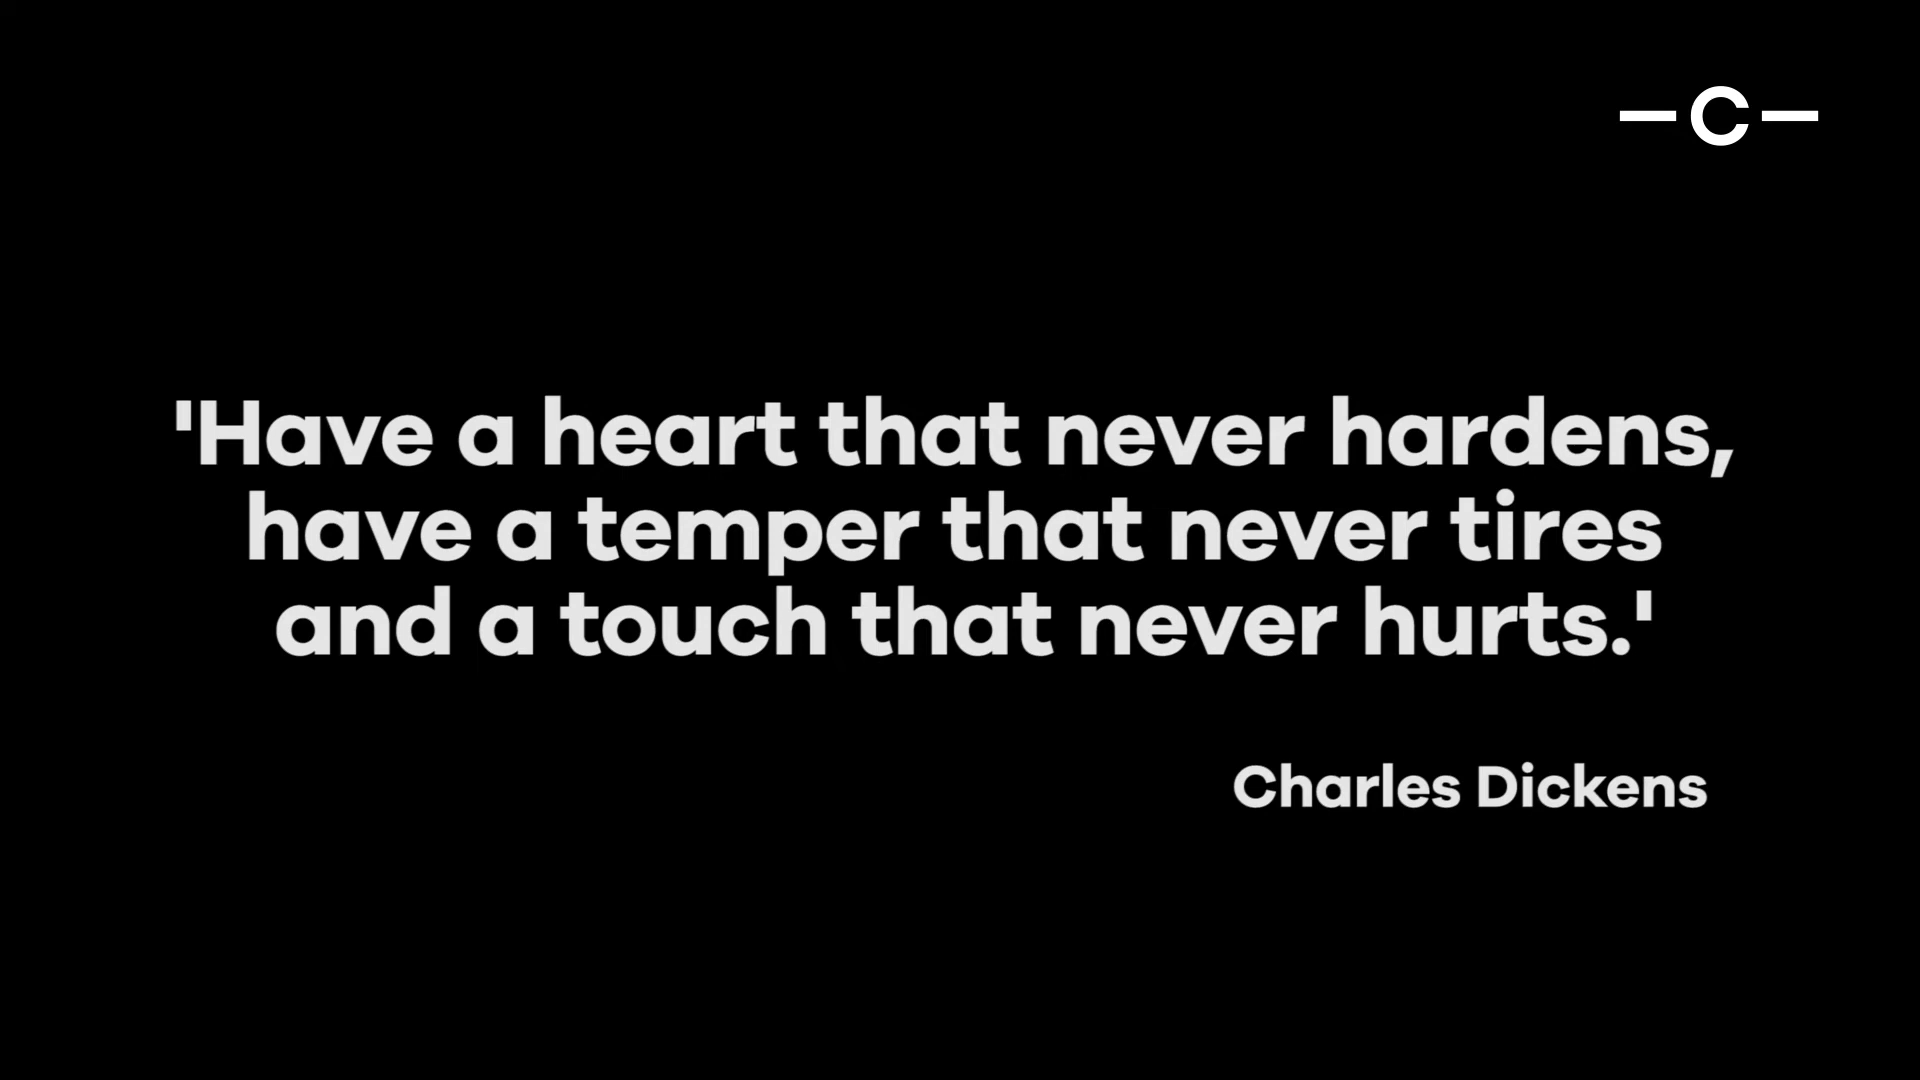 —C—
'Have a heart that never hardens,
have a temper that never tires
and a touch that never hurts.'
Charles Dickens